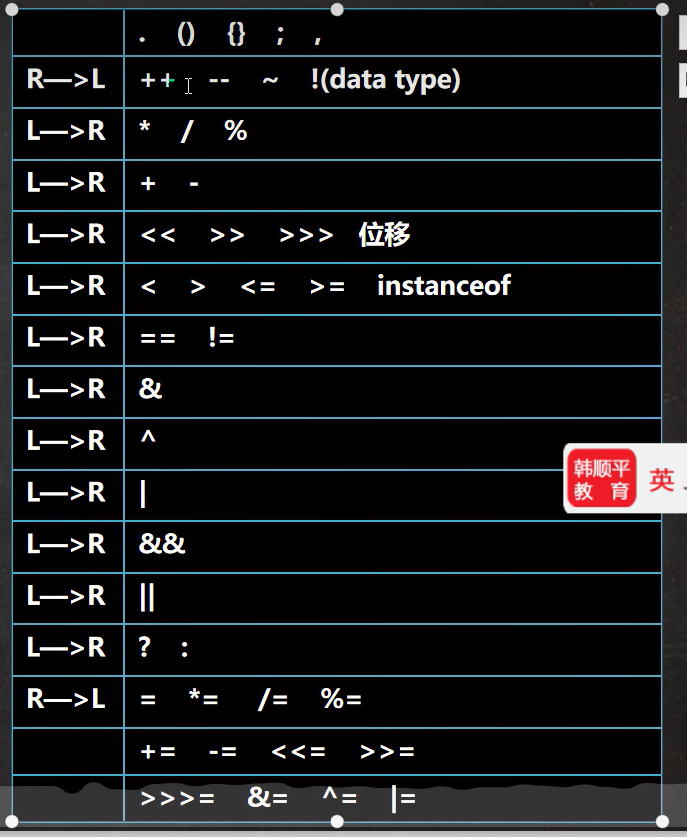 . () {} ; ,
R—>L ++ -- ~ !(data type)
L—>R * / %
L—>R + -
L—>R << >> >>> 位移
L—>R < > <= >= instanceof
L—>R == !=
L—>R &
L—>R ^
L—>R |
L—>R &&
L—>R ||
L—>R ? :
R—>L = *= /= %=
+= -= <<= >>=
>>>= &= ^= |=
韩顺平
教育
英